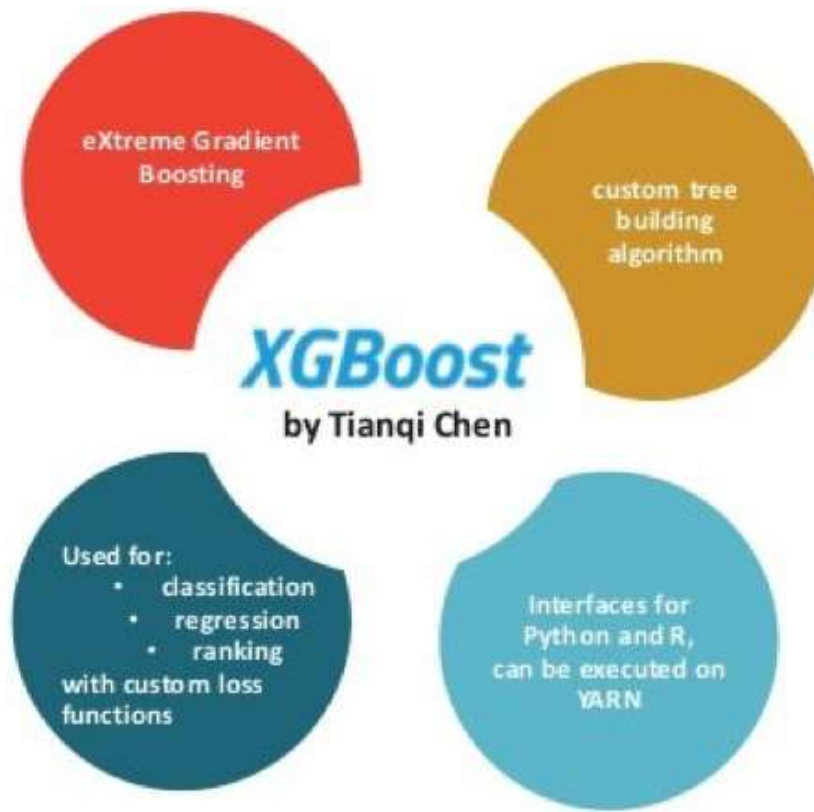 eXtreme Gradient
Boosting
custom tree
building
algorithm
XGBoost
by Tianqi Chen
Used for:
• classification
• regression
• ranking
with custom loss
functions
Interfaces for
Python and R,
can be executed on
YARN